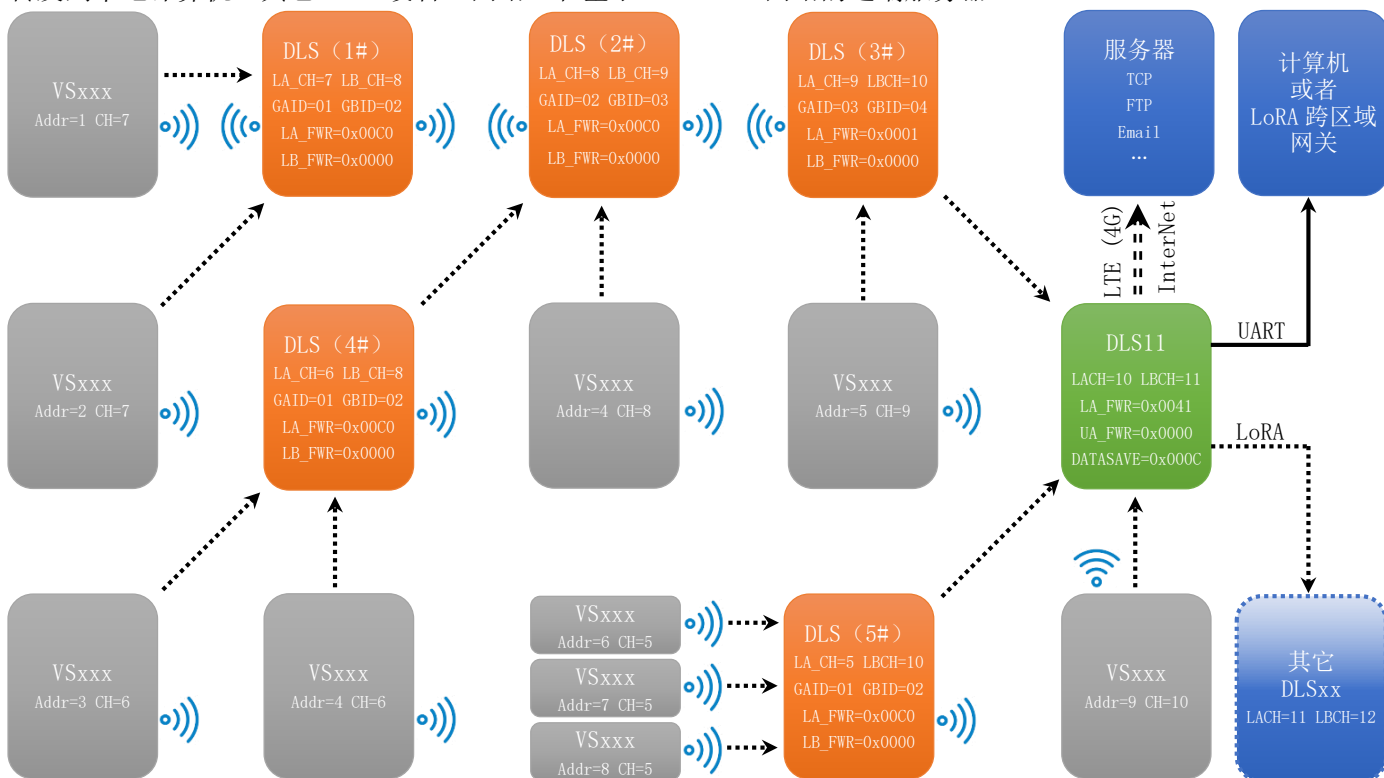 VSxxx
Addr=1 CH=7
DLS（1#）
LA_CH=7 LB_CH=8
GAID=01 GBID=02
LA_FWR=0x00C0
LB_FWR=0x0000
DLS（2#）
LA_CH=8 LB_CH=9
GAID=02 GBID=03
LA_FWR=0x00C0
LB_FWR=0x0000
DLS（3#）
LA_CH=9 LBCH=10
GAID=03 GBID=04
LA_FWR=0x0001
LB_FWR=0x0000
服务器
TCP
FTP
Email
…
计算机
或者
LoRA 跨区域
网关
LTE (4G)
InterNet
VSxxx
Addr=2 CH=7
DLS（4#）
LA_CH=6 LB_CH=8
GAID=01 GBID=02
LA_FWR=0x00C0
LB_FWR=0x0000
VSxxx
Addr=4 CH=8
VSxxx
Addr=5 CH=9
DLS11
LACH=10 LBCH=11
LA_FWR=0x0041
UA_FWR=0x0000
DATASAVE=0x000C
UART
LoRA
VSxxx
Addr=3 CH=6
VSxxx
Addr=4 CH=6
VSxxx
Addr=6 CH=5
VSxxx
Addr=7 CH=5
VSxxx
Addr=8 CH=5
DLS（5#）
LA_CH=5 LBCH=10
GAID=01 GBID=02
LA_FWR=0x00C0
LB_FWR=0x0000
VSxxx
Addr=9 CH=10
其它
DLSxx
LACH=11 LBCH=12